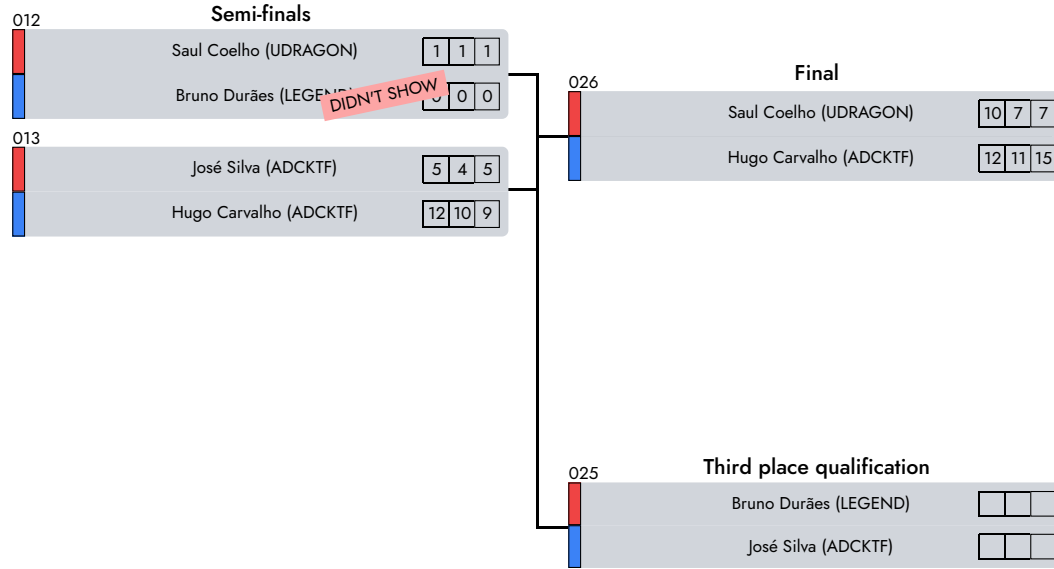 Semi-finals
012
Saul Coelho (UDRAGON) 1 1 1
Bruno Durães 0 0
DIDN'T SHOW
013
José Silva (ADCKTF) 5 4 5
Hugo Carvalho (ADCKTF) 12 10 9
Final
026
Saul Coelho (UDRAGON) 10 7 7
Hugo Carvalho (ADCKTF) 12 11 15
Third place qualification
025
Bruno Durães (LEGEND)
José Silva (ADCKTF)